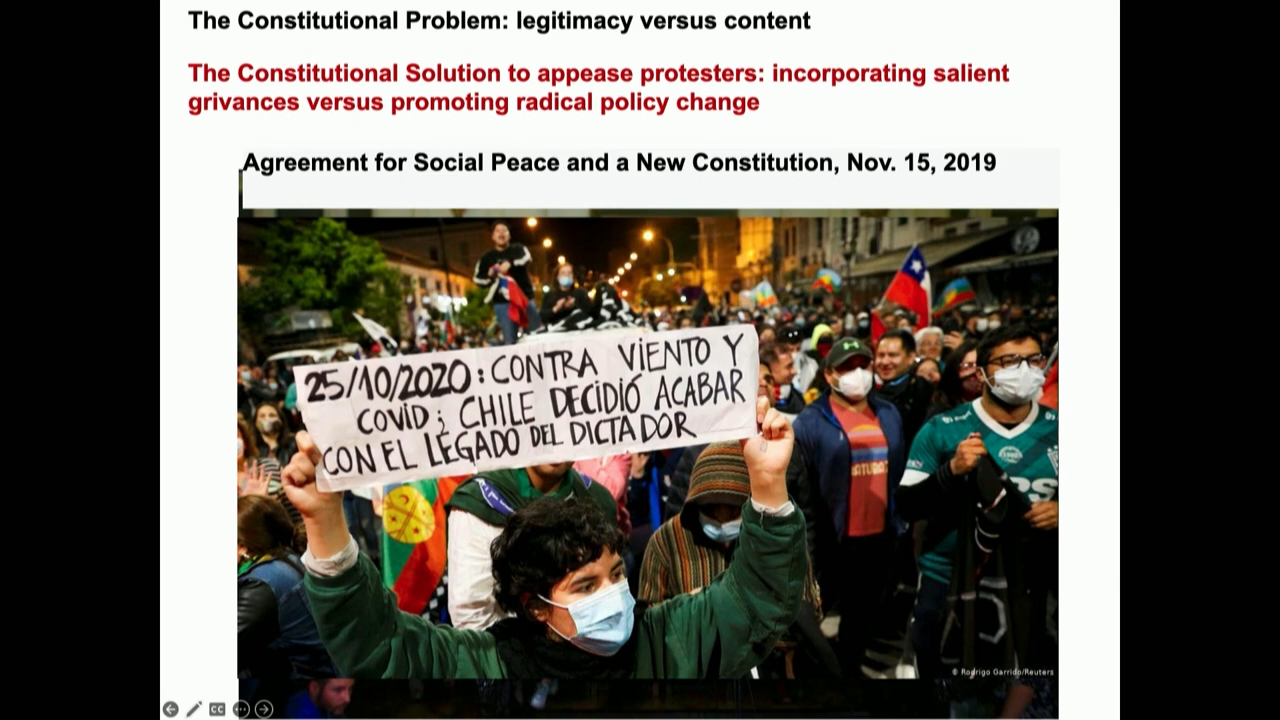 The Constitutional Problem: legitimacy versus content
The Constitutional Solution to appease protesters: incorporating salient
grivances versus promoting radical policy change
Agreement for Social Peace and a New Constitution, Nov. 15, 2019
25/10/2020: CONTRA VIENTO Y
COVID ; CHILE DECIDIÓ ACABAR
CON EL LEGADO DEL DICTADOR
© Rodrigo Garrido/Reuters
CC